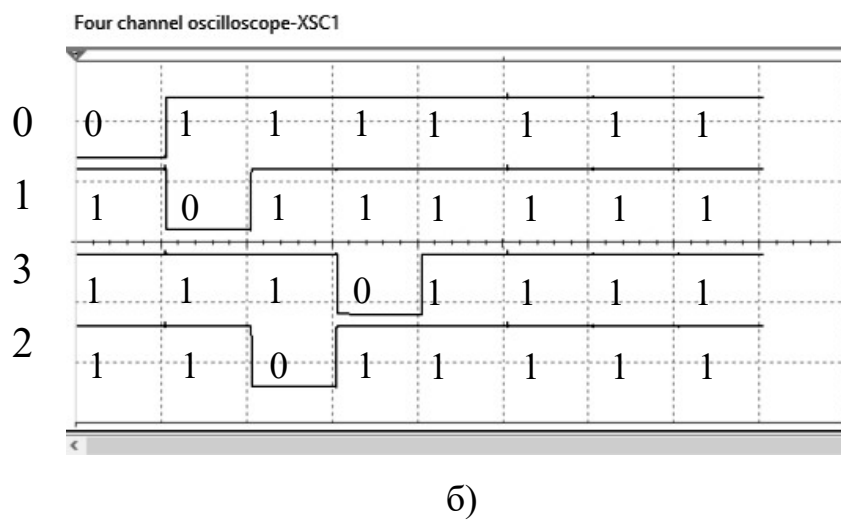 Four channel oscilloscope-XSC1
0 0 1 1 1 1 1 1 1
1 1 0 1 1 1 1 1 1
3 1 1 1 0 1 1 1 1
2 1 1 0 1 1 1 1 1
б)